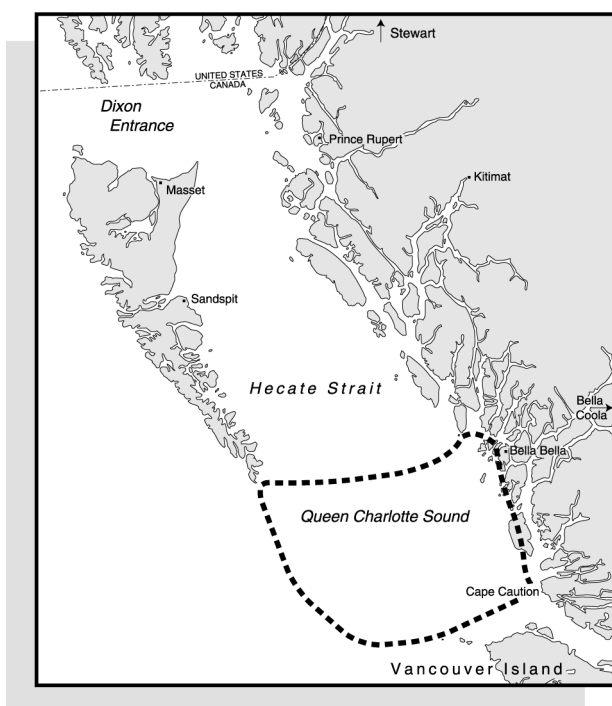 Stewart
UNITED STATES
CANADA
Dixon
Entrance
Prince Rupert
Kitimat
Masset
Sandspit
Hecate Strait
Bella
Coola
Bella Bella
Queen Charlotte Sound
Cape Caution
Vancouver Island